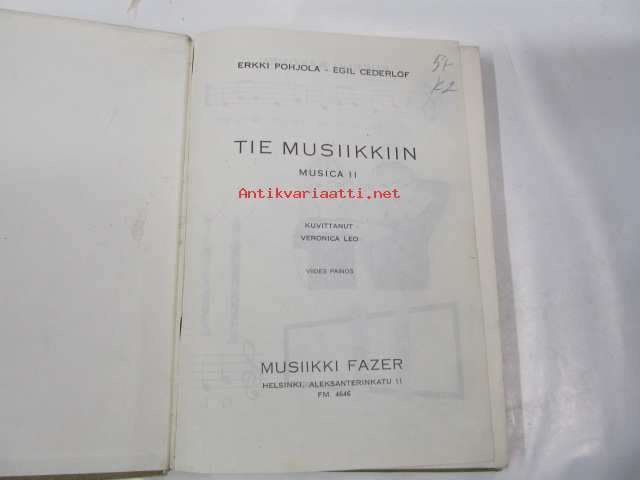 ERKKI POHJOLA - EGIL CEDERLÖF
5k
K2
TIE MUSIIKKIIN
MUSICA II
Antikvariaatti.net
KUVITTANUT
VERONICA LEO
VIIDES PAINOS
MUSIIKKI FAZER
HELSINKI, ALEKSANTERINKATU 11
FM. 4646